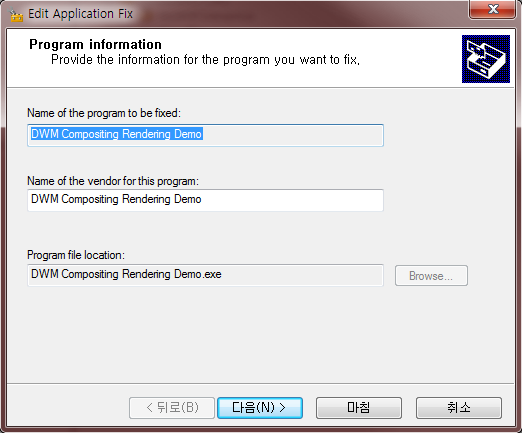 Edit Application Fix
Program information
Provide the information for the program you want to fix.
Name of the program to be fixed:
DWM Compositing Rendering Demo
Name of the vendor for this program:
DWM Compositing Rendering Demo
Program file location:
DWM Compositing Rendering Demo.exe
Browse...
< 뒤로(B)
다음(N) >
마침
취소